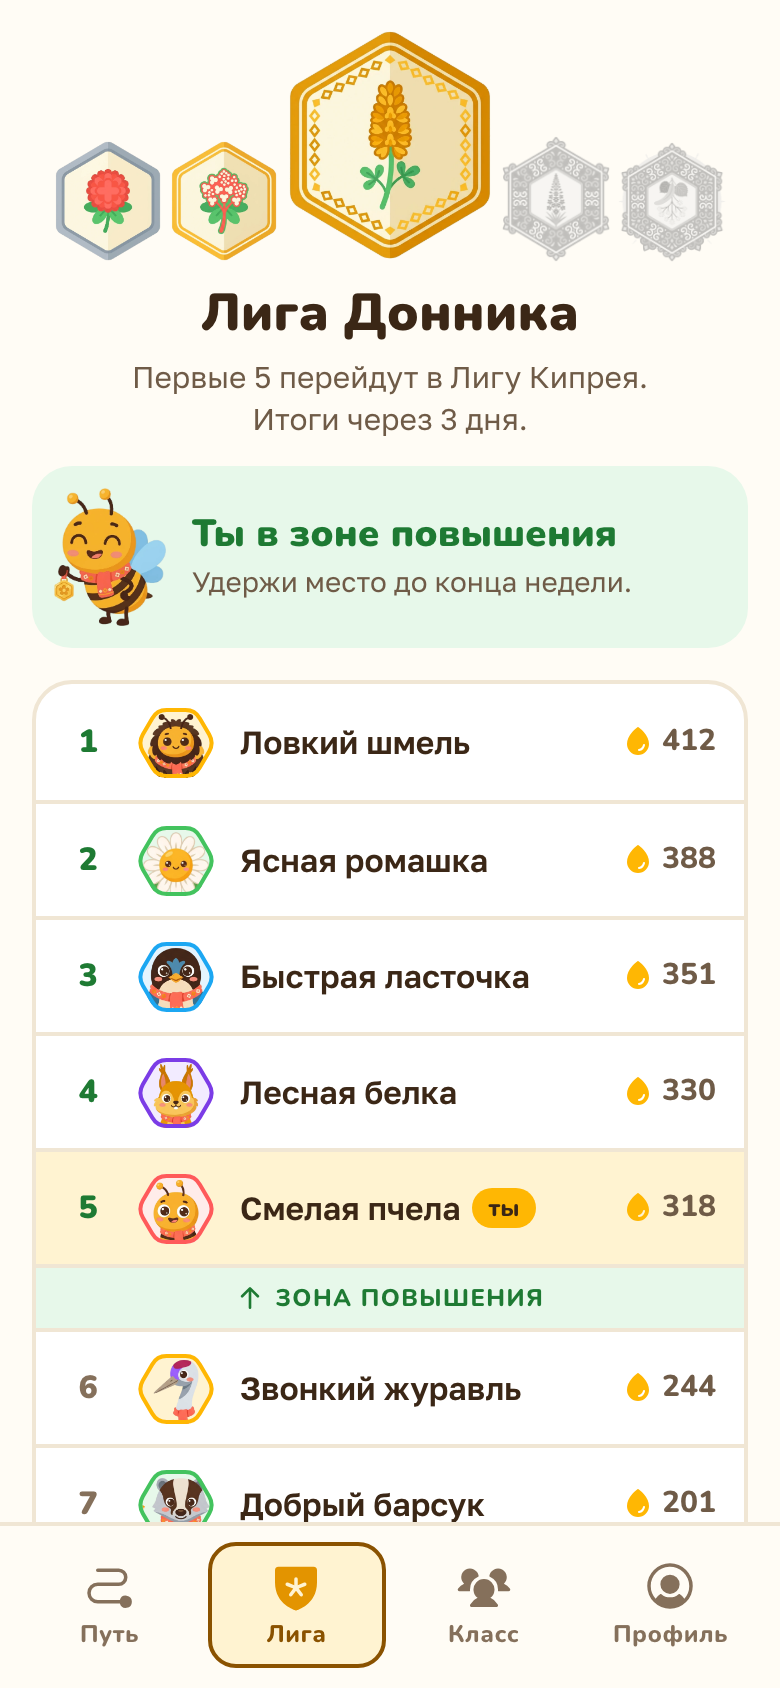 Лига Донника
Первые 5 перейдут в Лигу Кипрея.
Итоги через 3 дня.
Ты в зоне повышения
Удержи место до конца недели.
1 Ловкий шмель 412
2 Ясная ромашка 388
3 Быстрая ласточка 351
4 Лесная белка 330
5 Смелая пчела ты 318
↑ ЗОНА ПОВЫШЕНИЯ
6 Звонкий журавль 244
7 Добрый барсук 201
Путь Лига Класс Профиль